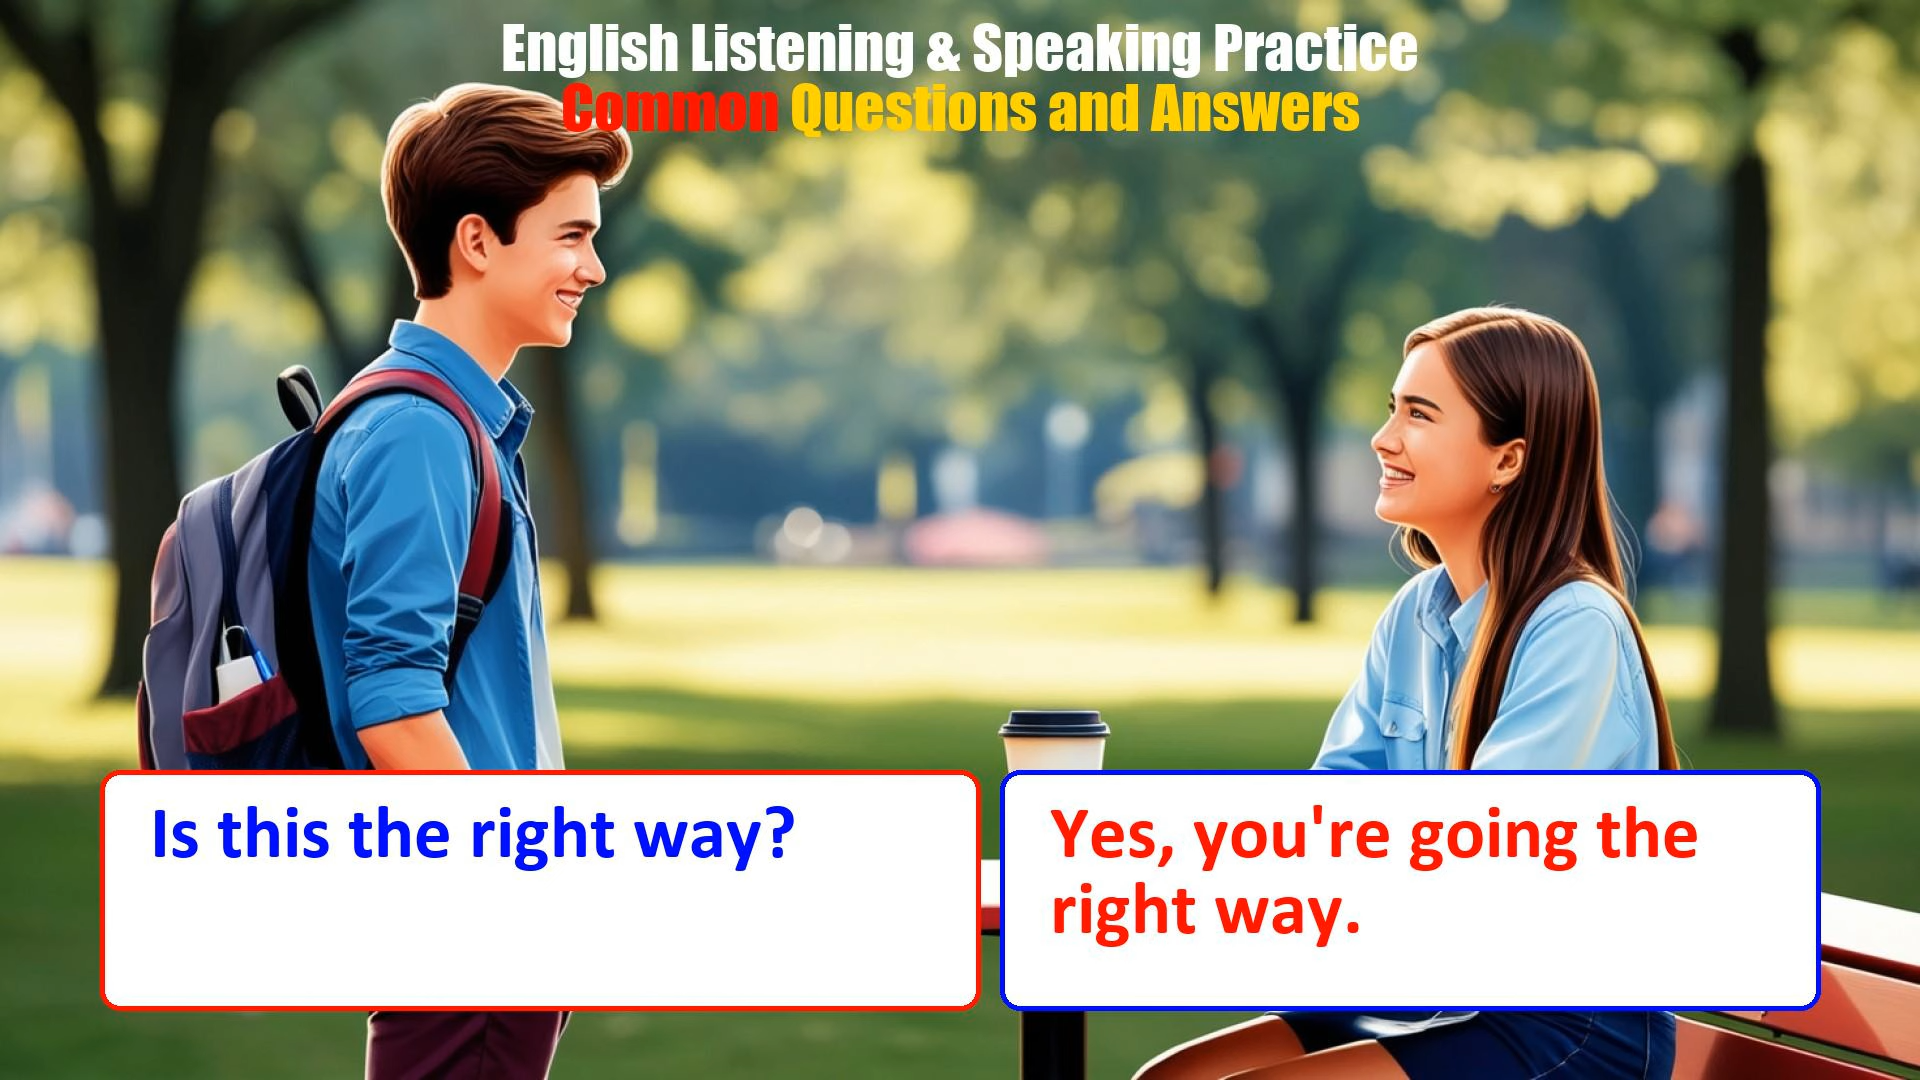 English Listening & Speaking Practice
Common Questions and Answers
Is this the right way?
Yes, you're going the
right way.